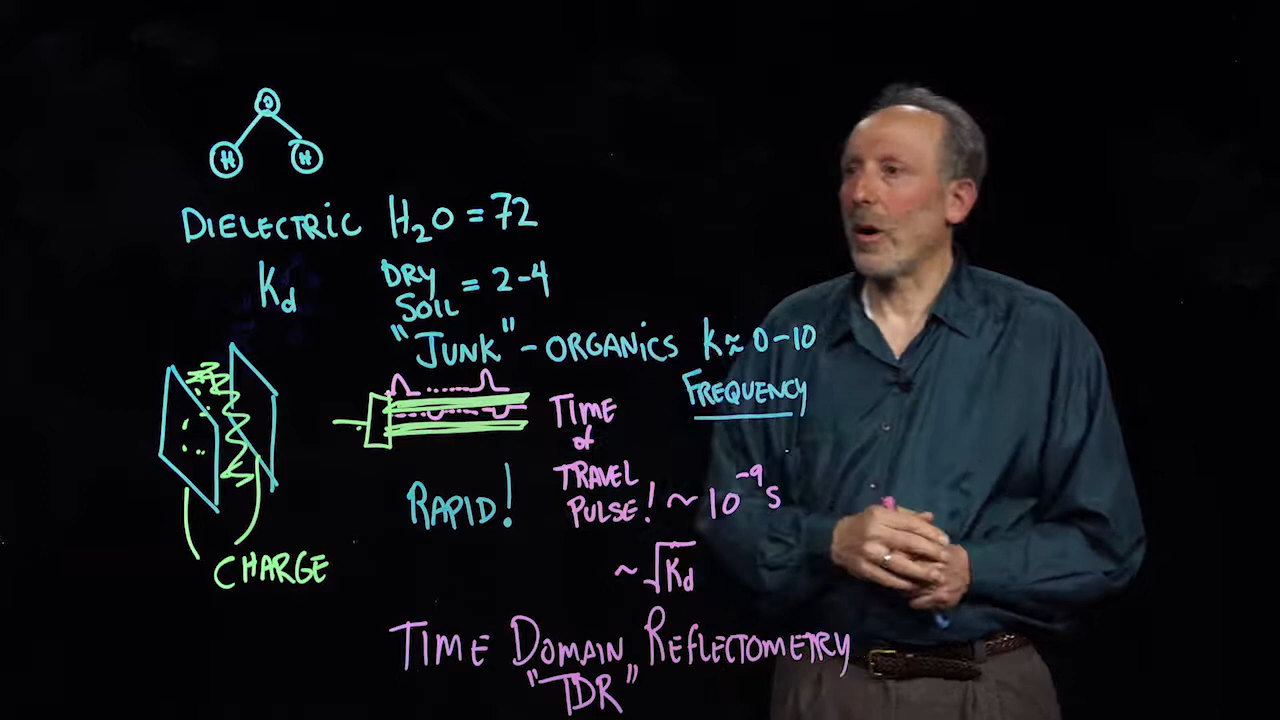 O
H H
DIELECTRIC H₂O = 72
Kd
DRY SOIL = 2-4
"JUNK" - ORGANICS K ≈ 0-10
FREQUENCY
TIME
of
TRAVEL
PULSE! ~ 10⁻⁹ S
RAPID!
~ √Kd
CHARGE
TIME DOMAIN REFLECTOMETRY
"TDR"